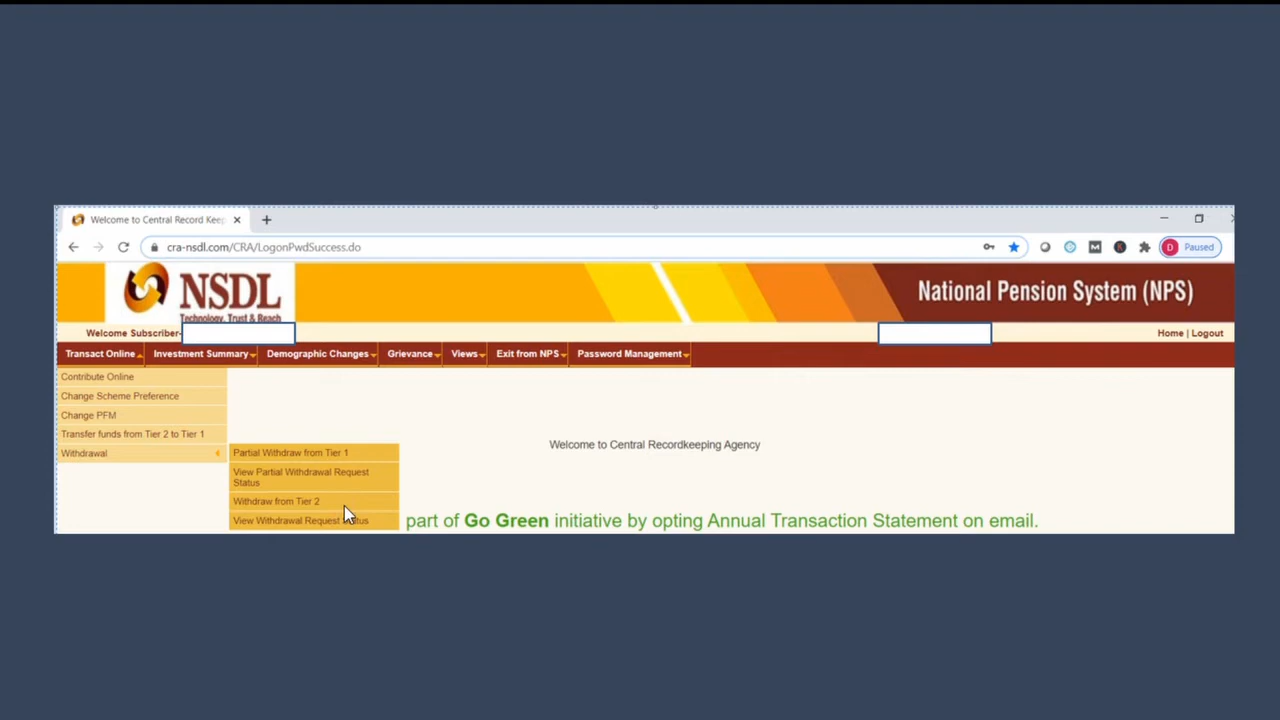 Welcome to Central Record Keep
cra-nsdl.com/CRA/LogonPwdSuccess.do
D Paused
NSDL
Technology, Trust & Reach
National Pension System (NPS)
Welcome Subscriber-
Home | Logout
Transact Online Investment Summary Demographic Changes Grievance Views Exit from NPS Password Management
Contribute Online
Change Scheme Preference
Change PFM
Transfer funds from Tier 2 to Tier 1
Withdrawal
Partial Withdraw from Tier 1
View Partial Withdrawal Request
Status
Withdraw from Tier 2
View Withdrawal Request Status
Welcome to Central Recordkeeping Agency
part of Go Green initiative by opting Annual Transaction Statement on email.